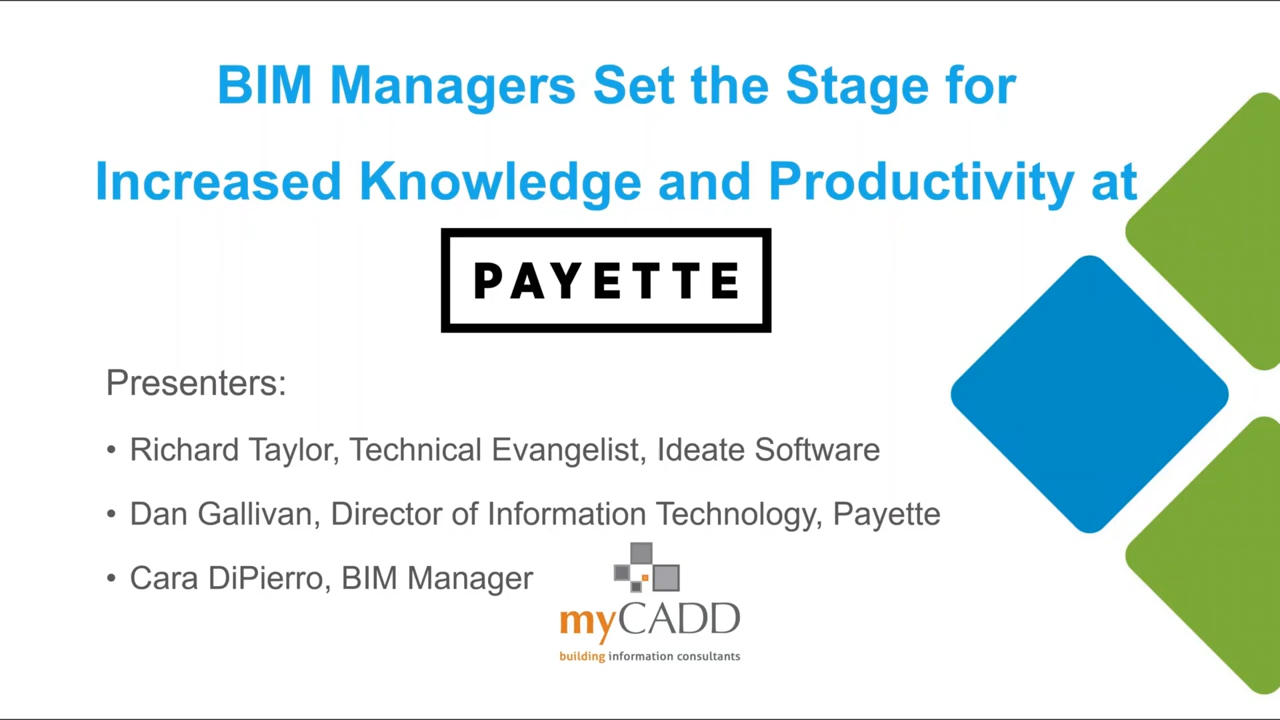 BIM Managers Set the Stage for
Increased Knowledge and Productivity at
PAYETTE
Presenters:
• Richard Taylor, Technical Evangelist, Ideate Software
• Dan Gallivan, Director of Information Technology, Payette
• Cara DiPierro, BIM Manager
myCADD
building information consultants